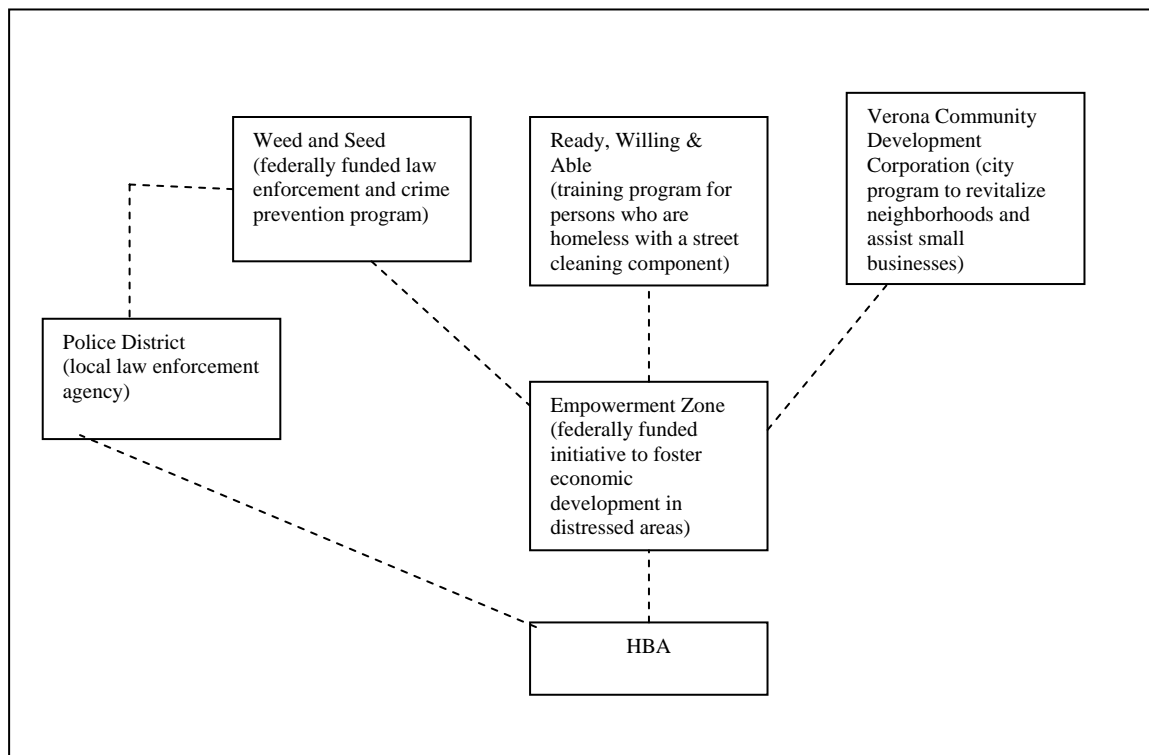 Weed and Seed
(federally funded law
enforcement and crime
prevention program)
Ready, Willing &
Able
(training program for
persons who are
homeless with a street
cleaning component)
Verona Community
Development
Corporation (city
program to revitalize
neighborhoods and
assist small
businesses)
Police District
(local law enforcement
agency)
Empowerment Zone
(federally funded
initiative to foster
economic
development in
distressed areas)
HBA